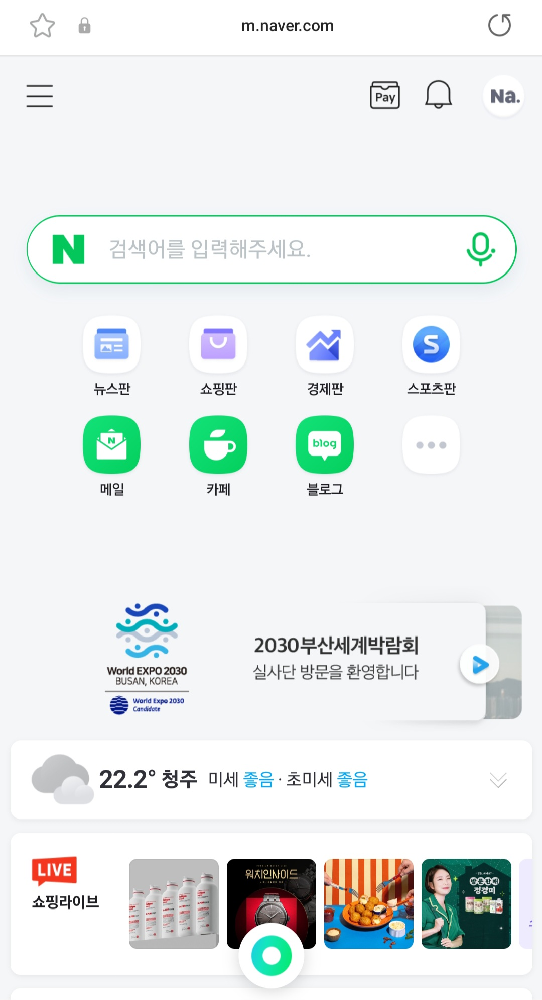 m.naver.com
Pay
Na.
N 검색어를 입력해주세요.
S
뉴스판 쇼핑판 경제판 스포츠판
N
blog
메일 카페 블로그
World EXPO 2030
BUSAN, KOREA
World Expo 2030
Candidate
2030부산세계박람회
실사단 방문을 환영합니다
22.2° 청주 미세 좋음 · 초미세 좋음
LIVE
쇼핑라이브
PREMIUM WATCH LIVE
워치인사이드
방문판매
정경미